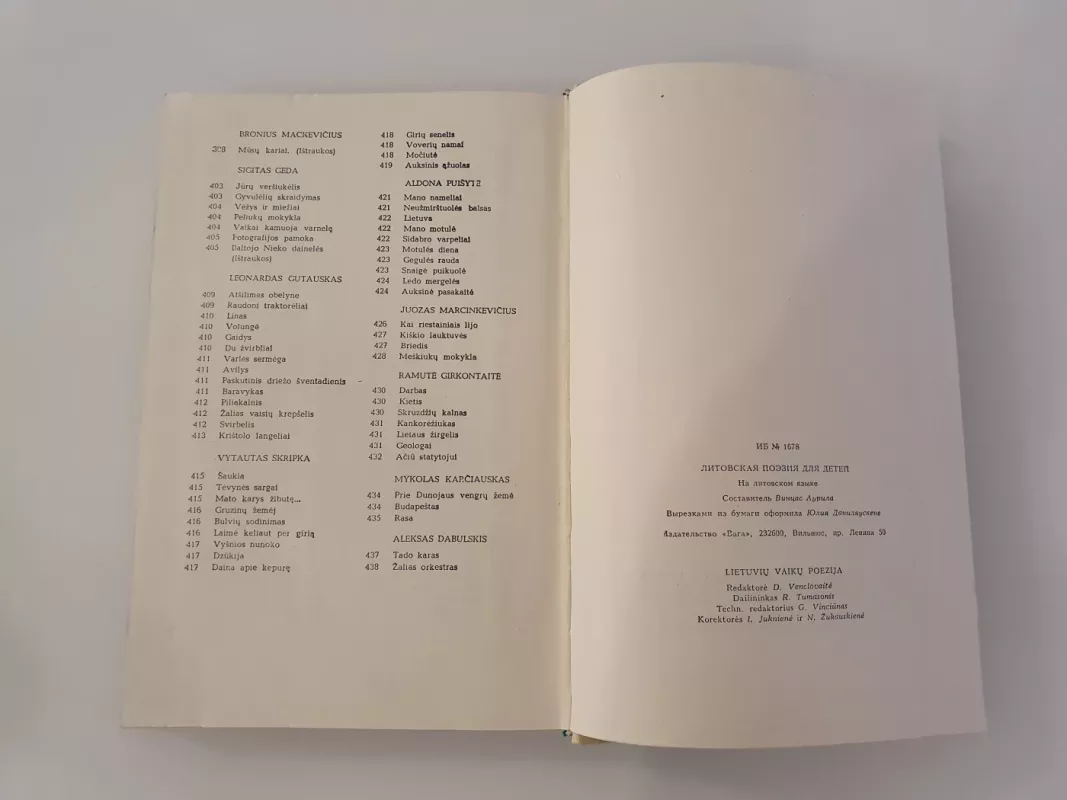 BRONIUS MACKEVIČIUS
398 Mūsų kariai. (Ištraukos)
SIGITAS GEDA
403 Jūrų veršiukėlis
403 Gyvulėlių skraidymas
404 Vėžys ir miežiai
404 Peliukų mokykla
404 Vaikai kamuoja varnelę
405 Fotografijos pamoka
405 Baltojo Nieko dainelės
(Ištraukos)
LEONARDAS GUTAUSKAS
409 Atšilimas obelyne
409 Raudoni traktorėliai
410 Linas
410 Volungė
410 Gaidys
410 Du žvirbliai
411 Varlės sermėga
411 Avilys
411 Paskutinis driežo šventadienis
411 Baravykas
412 Piliakalnis
412 Žalias vaisių krepšelis
412 Svirbelis
413 Krištolo langeliai
VYTAUTAS SKRIPKA
415 Šaukia
415 Tėvynės sargai
415 Mato karys žibutę...
416 Gruzinų žemėj
416 Bulvių sodinimas
416 Laimė keliaut per girią
417 Vyšnios nunoko
417 Dzūkija
417 Daina apie kepurę
418 Girių senelis
418 Voverių namai
418 Močiutė
419 Auksinis ąžuolas
ALDONA PUIŠYTĖ
421 Mano nameliai
421 Neužmirštuolės balsas
422 Lietuva
422 Mano motulė
422 Sidabro varpeliai
423 Motulės diena
423 Gegulės rauda
423 Snaigė puikuolė
424 Ledo mergelės
424 Auksinė pasakaitė
JUOZAS MARCINKEVIČIUS
426 Kai riestainiais lijo
427 Kiškio lauktuvės
427 Briedis
428 Meškiukų mokykla
RAMUTĖ GIRKONTAITĖ
430 Darbas
430 Kietis
430 Skruzdžių kalnas
431 Kankorėžiukas
431 Lietaus žirgelis
431 Geologai
432 Ačiū statytojui
MYKOLAS KARČIAUSKAS
434 Prie Dunojaus vengrų žemė
434 Budapeštas
435 Rasa
ALEKSAS DABULSKIS
437 Tado karas
438 Žalias orkestras
ИБ № 1678
ЛИТОВСКАЯ ПОЭЗИЯ ДЛЯ ДЕТЕЙ
На литовском языке
Составитель Винцас Аурила
Вырезками из бумаги оформила Юлия Даниляускене
Издательство «Вага», 232600, Вильнюс, пр. Ленина 50
LIETUVIŲ VAIKŲ POEZIJA
Redaktorė D. Venclovaitė
Dailininkas R. Tumasonis
Techn. redaktorius G. Vinciūnas
Korektorės I. Juknienė ir N. Žukauskienė